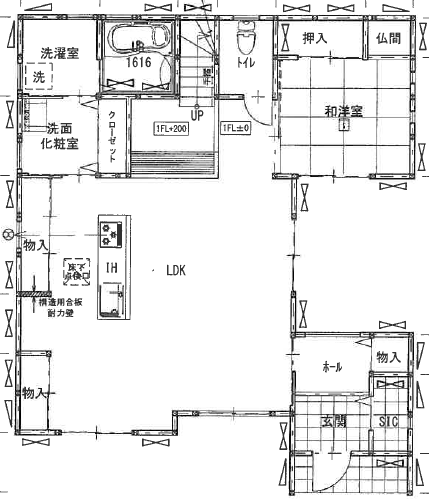 洗濯室
洗
UB
1616
UP
トイレ
押入
仏間
洗面
化粧室
クローゼット
1FL+200
1FL±0
和洋室
物入
IH
床下
点検口
LDK
構造用合板
耐力壁
物入
ホール
物入
玄関
SIC